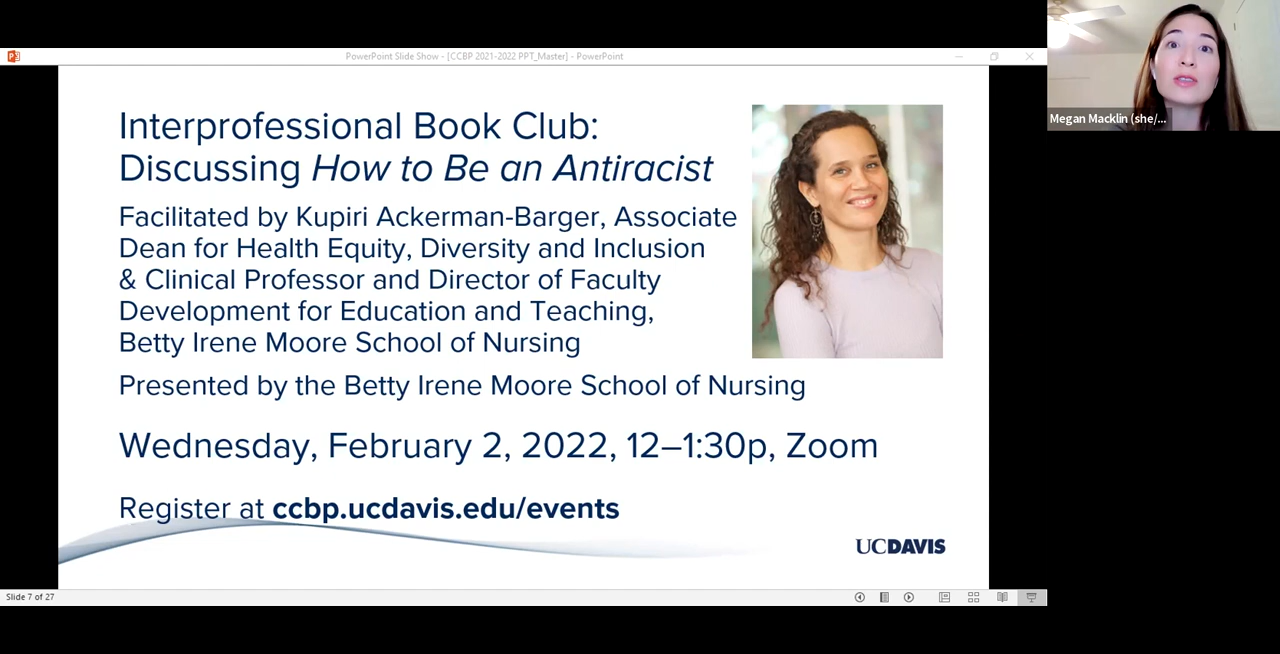 PowerPoint Slide Show - [CCBP 2021-2022 PPT_Master] - PowerPoint
Interprofessional Book Club:
Discussing How to Be an Antiracist
Facilitated by Kupiri Ackerman-Barger, Associate
Dean for Health Equity, Diversity and Inclusion
& Clinical Professor and Director of Faculty
Development for Education and Teaching,
Betty Irene Moore School of Nursing
Presented by the Betty Irene Moore School of Nursing
Wednesday, February 2, 2022, 12–1:30p, Zoom
Register at ccbp.ucdavis.edu/events
UCDAVIS
Slide 7 of 27
Megan Macklin (she/...